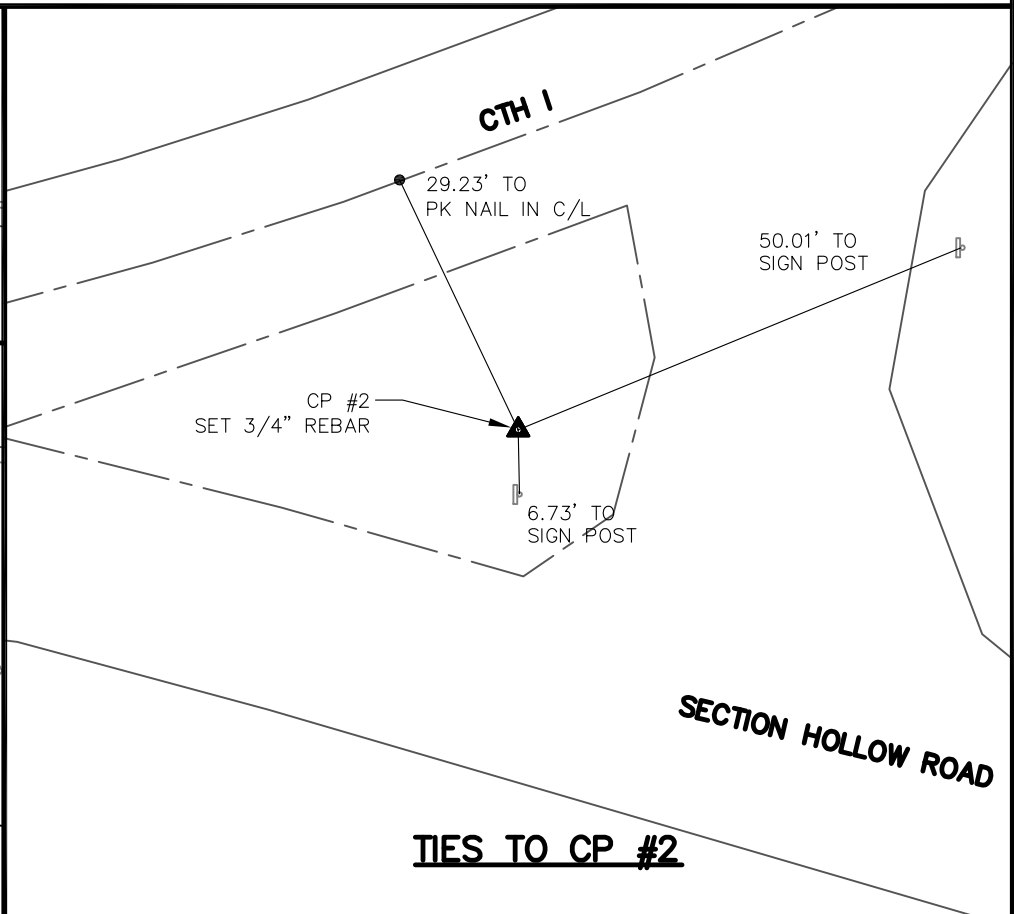 CTH I
29.23' TO
PK NAIL IN C/L
50.01' TO
SIGN POST
CP #2
SET 3/4" REBAR
6.73' TO
SIGN POST
SECTION HOLLOW ROAD
TIES TO CP #2